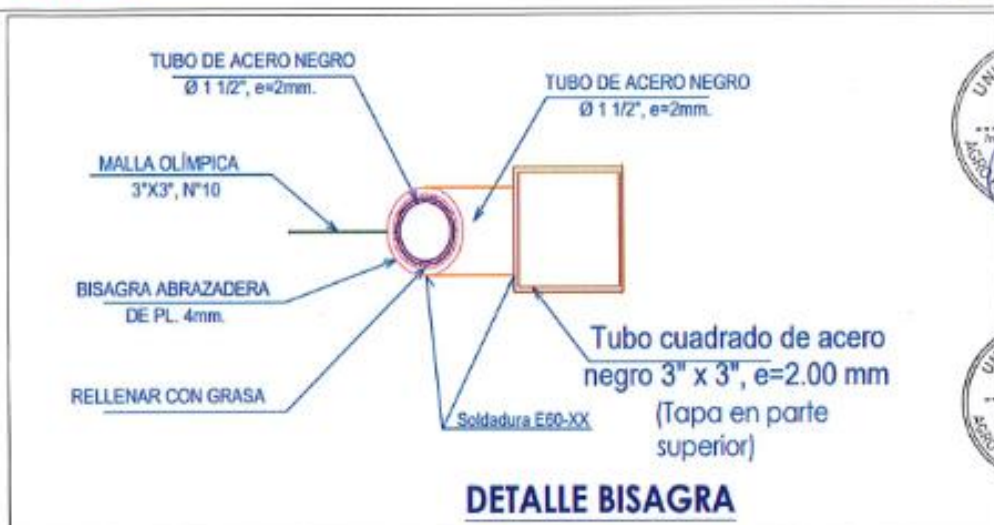 TUBO DE ACERO NEGRO
Ø 1 1/2", e=2mm.
TUBO DE ACERO NEGRO
Ø 1 1/2", e=2mm.
MALLA OLÍMPICA
3"X3", N°10
BISAGRA ABRAZADERA
DE PL. 4mm.
Tubo cuadrado de acero
negro 3" x 3", e=2.00 mm
(Tapa en parte
superior)
RELLENAR CON GRASA
Soldadura E60-XX
DETALLE BISAGRA